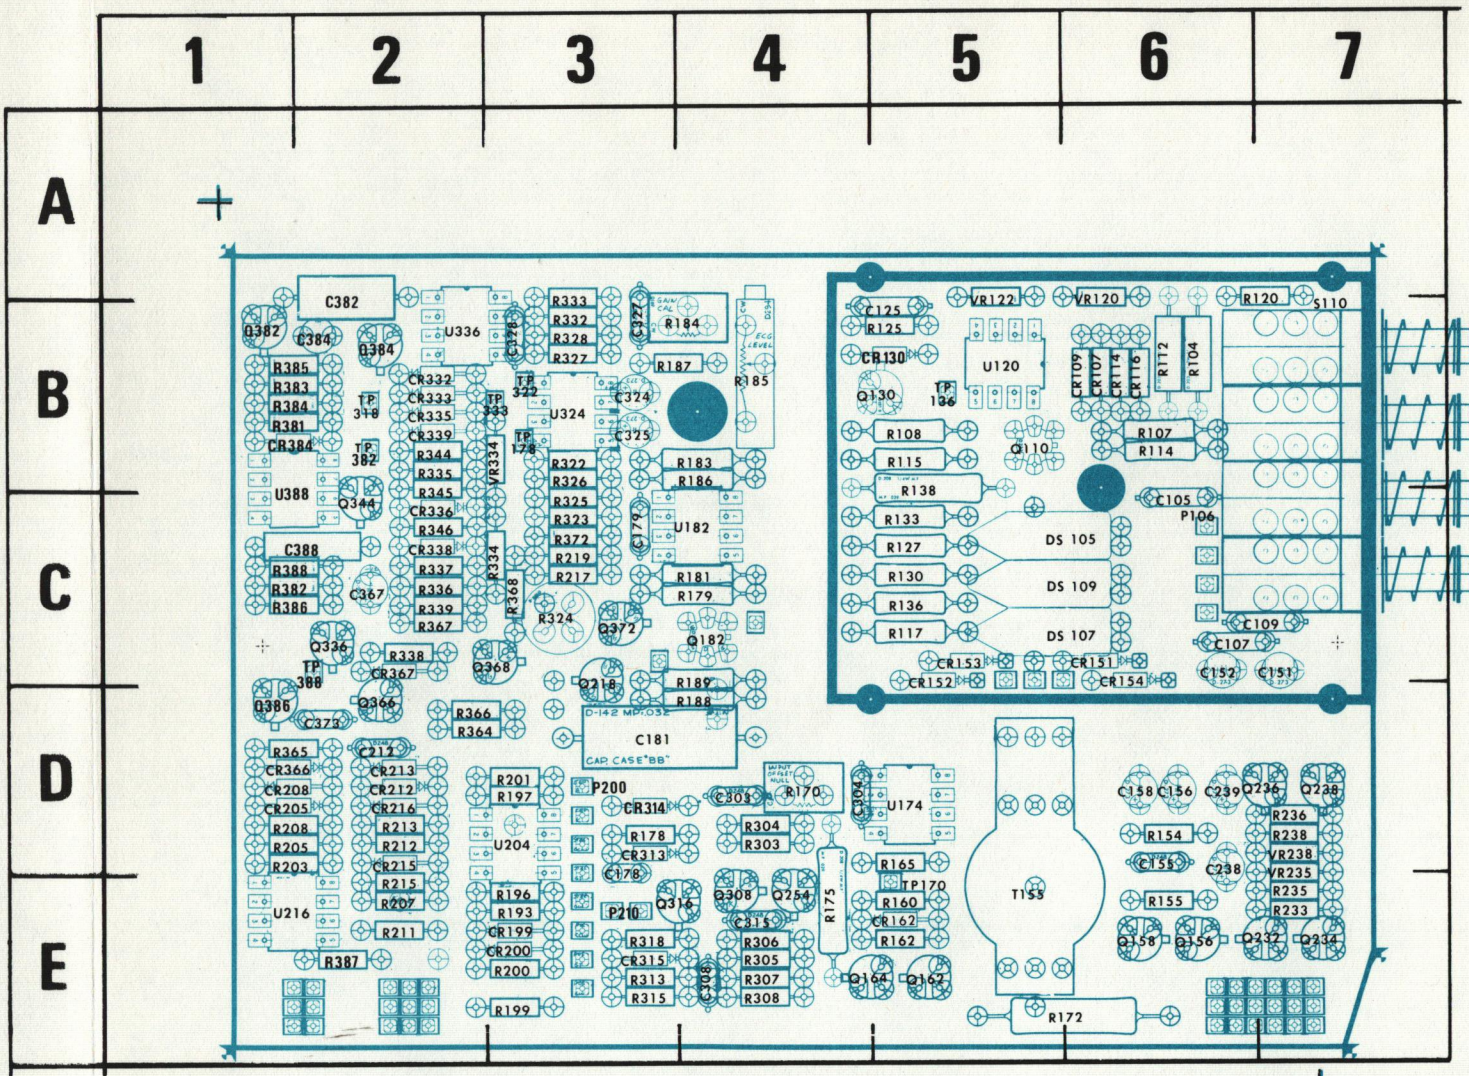 1 2 3 4 5 6 7
A
B
C
D
E
C382
Q382
C384
Q384
U336
C328
R333
R332
R328
R327
C327
GAIN CAL
R184
R187
ECG LEVEL
R185
C125
R125
CR130
Q130
VR122
VR120
R120
S110
U120
TP 136
CR109
CR107
CR114
CR116
R112
R104
R385
R383
R384
R381
CR384
U388
TP 318
TP 382
Q344
CR332
CR333
CR335
CR339
R344
R335
R345
CR336
R346
CR338
R337
R336
R339
R367
TP 333
TP 322
TP 178
VR334
U324
C324
C325
R322
R326
R325
R323
R372
R219
R217
C179
R183
R186
U182
R181
R179
Q182
R108
R115
R138
R133
R127
R130
R136
R117
Q110
R107
R114
C105
P106
DS 105
DS 109
DS 107
C109
C107
C152
C151
CR153
CR152
CR151
CR154
C388
R388
R382
R386
C367
R334
R368
R324
Q372
Q336
TP 388
R338
CR367
Q368
Q218
R189
R188
Q386
C373
Q366
R366
R364
D-142 MP.032
C181
CAP. CASE "BB"
R365
CR366
CR208
CR205
R208
R205
R203
U216
C212
CR213
CR212
CR216
R213
R212
CR215
R215
R207
R211
R387
R201
R197
U204
R196
R193
CR199
CR200
R200
R199
P200
CR314
R178
CR313
C178
P210
Q316
R318
CR315
R313
R315
C303
INPUT OFFSET NULL
R170
R304
R303
Q308
Q254
C315
R306
R305
R307
R308
C308
R175
C304
U174
R165
TP170
R160
CR162
R162
Q164
Q162
T155
R172
C158
C156
C239
Q236
Q238
R154
C155
C238
R155
Q158
Q156
R236
R238
VR238
VR235
R235
R233
Q232
Q234